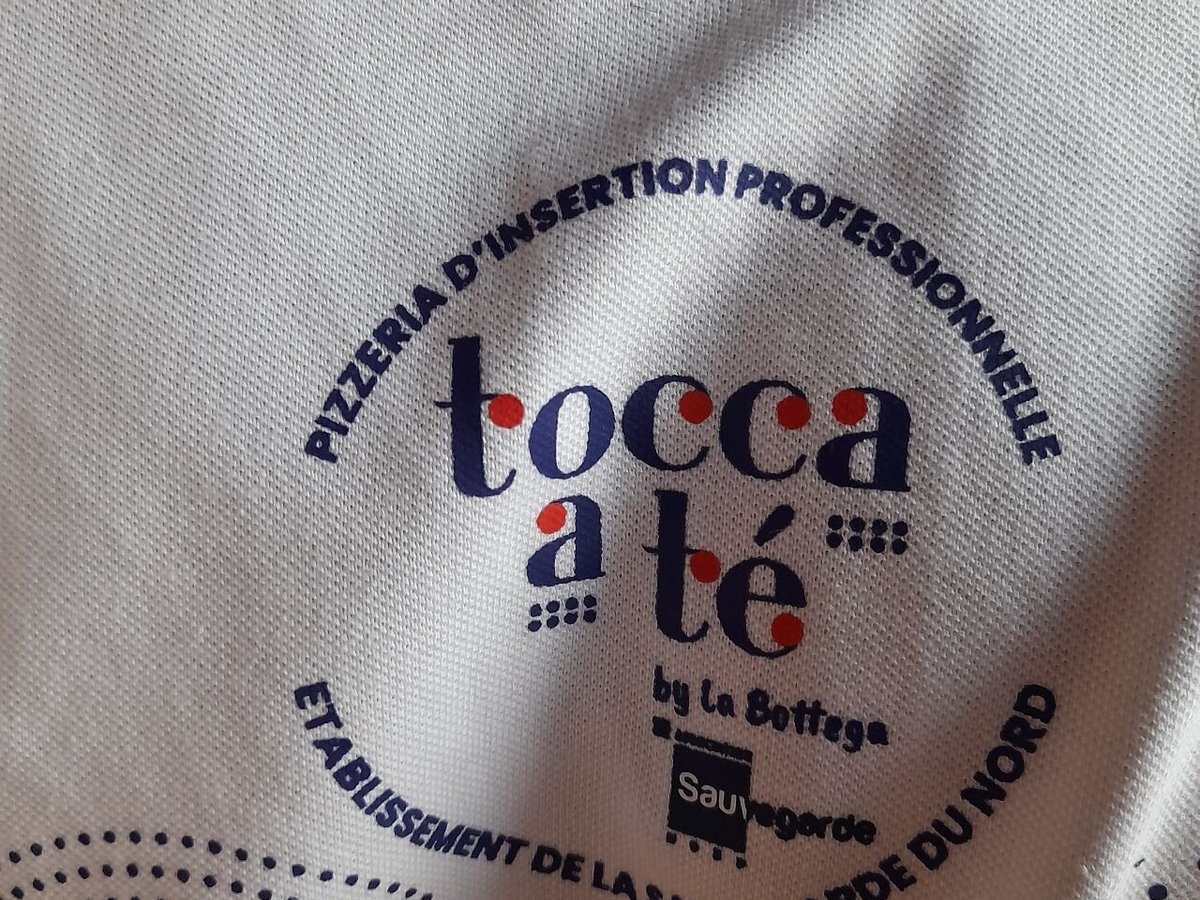 PIZZERIA D'INSERTION PROFESSIONNELLE
tocca
a té
by la Bottega
Sauvegarde
ETABLISSEMENT DE LA DU NORD